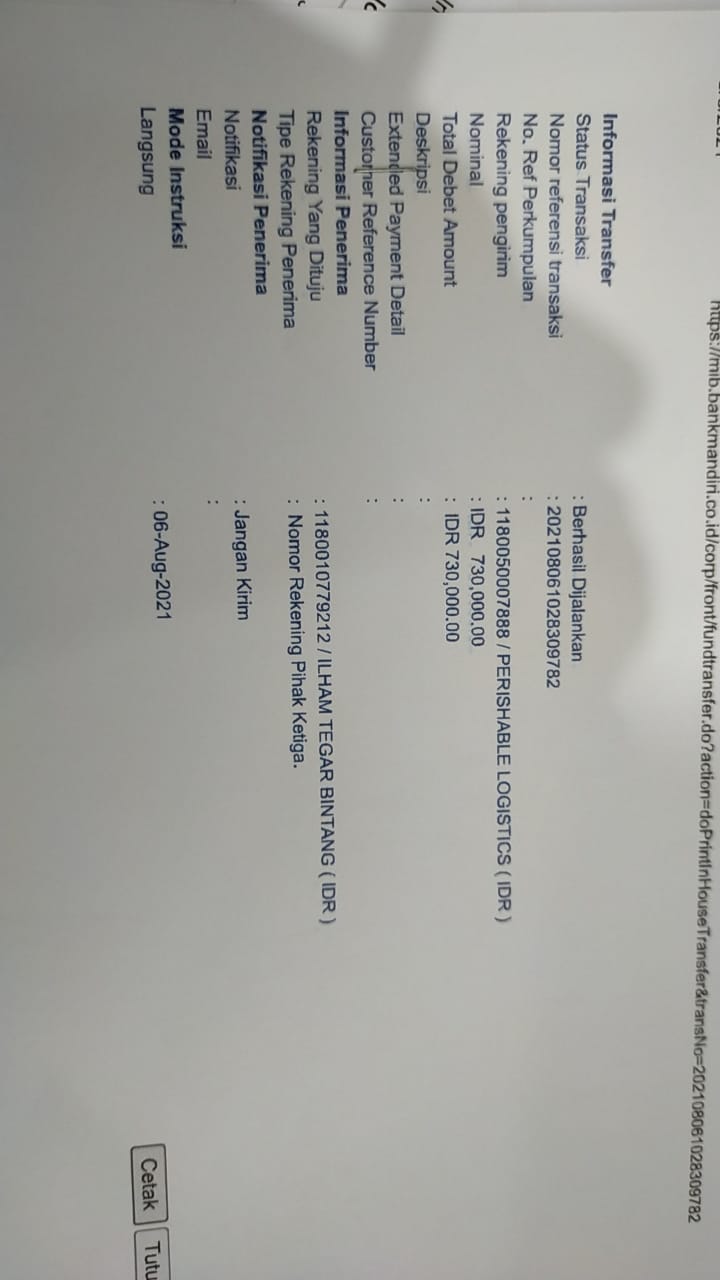 https://mib.bankmandiri.co.id/corp/front/fundtransfer.do?action=doPrintInHouseTransfer&transNo=202108061028309782
Informasi Transfer
Status Transaksi : Berhasil Dijalankan
Nomor referensi transaksi : 202108061028309782
No. Ref Perkumpulan :
Rekening pengirim : 1180050007888 / PERISHABLE LOGISTICS ( IDR )
Nominal : IDR 730,000.00
Total Debet Amount : IDR 730,000.00
Deskripsi :
Extended Payment Detail :
Customer Reference Number :
Informasi Penerima
Rekening Yang Dituju : 1180010779212 / ILHAM TEGAR BINTANG ( IDR )
Tipe Rekening Penerima : Nomor Rekening Pihak Ketiga.
Notifikasi Penerima
Notifikasi : Jangan Kirim
Email :
Mode Instruksi
Langsung : 06-Aug-2021
Cetak Tutu